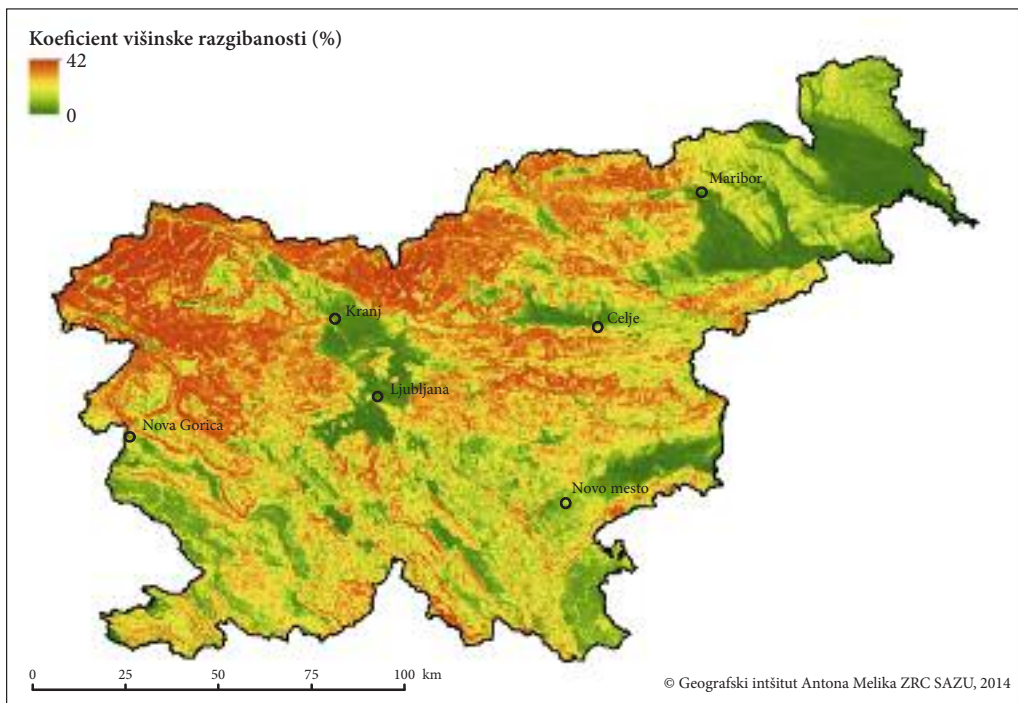 Koeficient višinske razgibanosti (%)
42
0
Maribor
Kranj
Celje
Ljubljana
Nova Gorica
Novo mesto
0 25 50 100 km
© Geografski intšitut Antona Melika ZRC SAZU, 2014